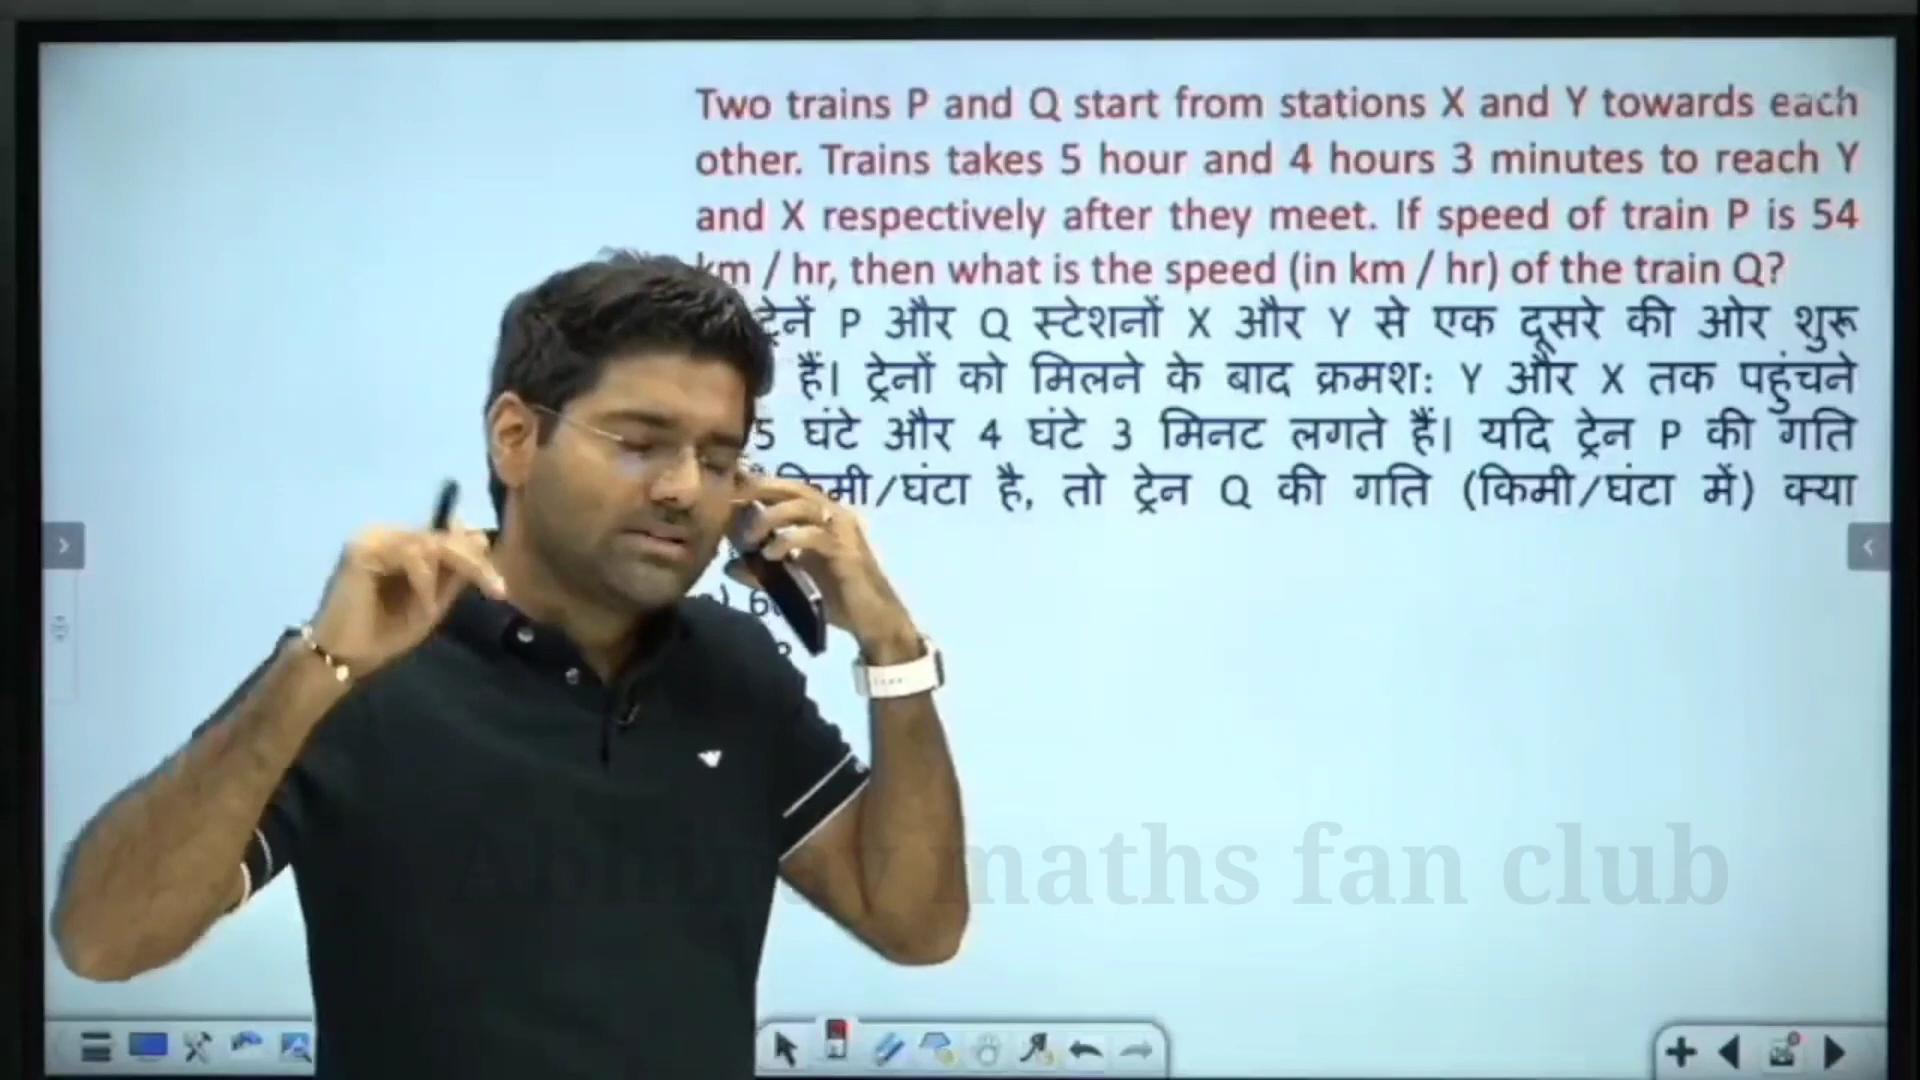 Two trains P and Q start from stations X and Y towards each
other. Trains takes 5 hour and 4 hours 3 minutes to reach Y
and X respectively after they meet. If speed of train P is 54
km / hr, then what is the speed (in km / hr) of the train Q?
P और Q स्टेशनों X और Y से एक दूसरे की ओर शुरू
हैं। ट्रेनों को मिलने के बाद क्रमशः Y और X तक पहुंचने
5 घंटे और 4 घंटे 3 मिनट लगते हैं। यदि ट्रेन P की गति
किमी/घंटा है, तो ट्रेन Q की गति (किमी/घंटा में) क्या
Abhinay maths fan club